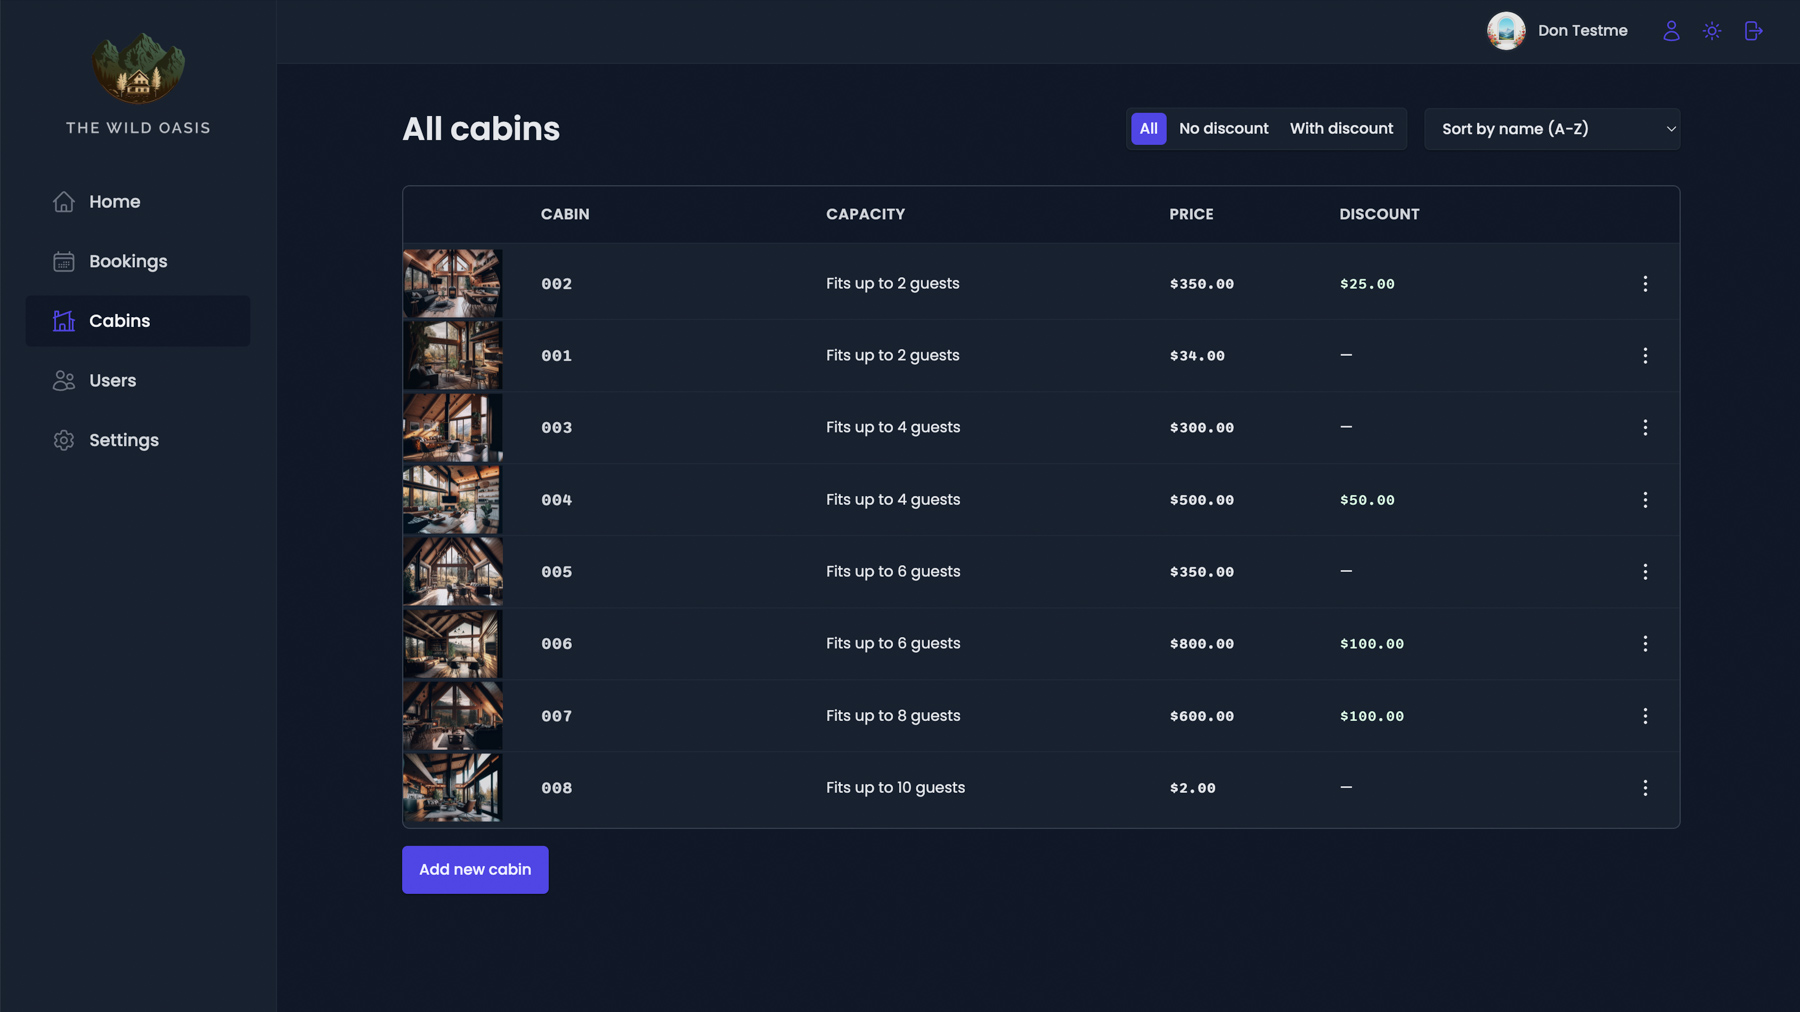 THE WILD OASIS
Home
Bookings
Cabins
Users
Settings
Don Testme
All cabins
All No discount With discount Sort by name (A-Z)
CABIN CAPACITY PRICE DISCOUNT
002 Fits up to 2 guests $350.00 $25.00
001 Fits up to 2 guests $34.00 —
003 Fits up to 4 guests $300.00 —
004 Fits up to 4 guests $500.00 $50.00
005 Fits up to 6 guests $350.00 —
006 Fits up to 6 guests $800.00 $100.00
007 Fits up to 8 guests $600.00 $100.00
008 Fits up to 10 guests $2.00 —
Add new cabin